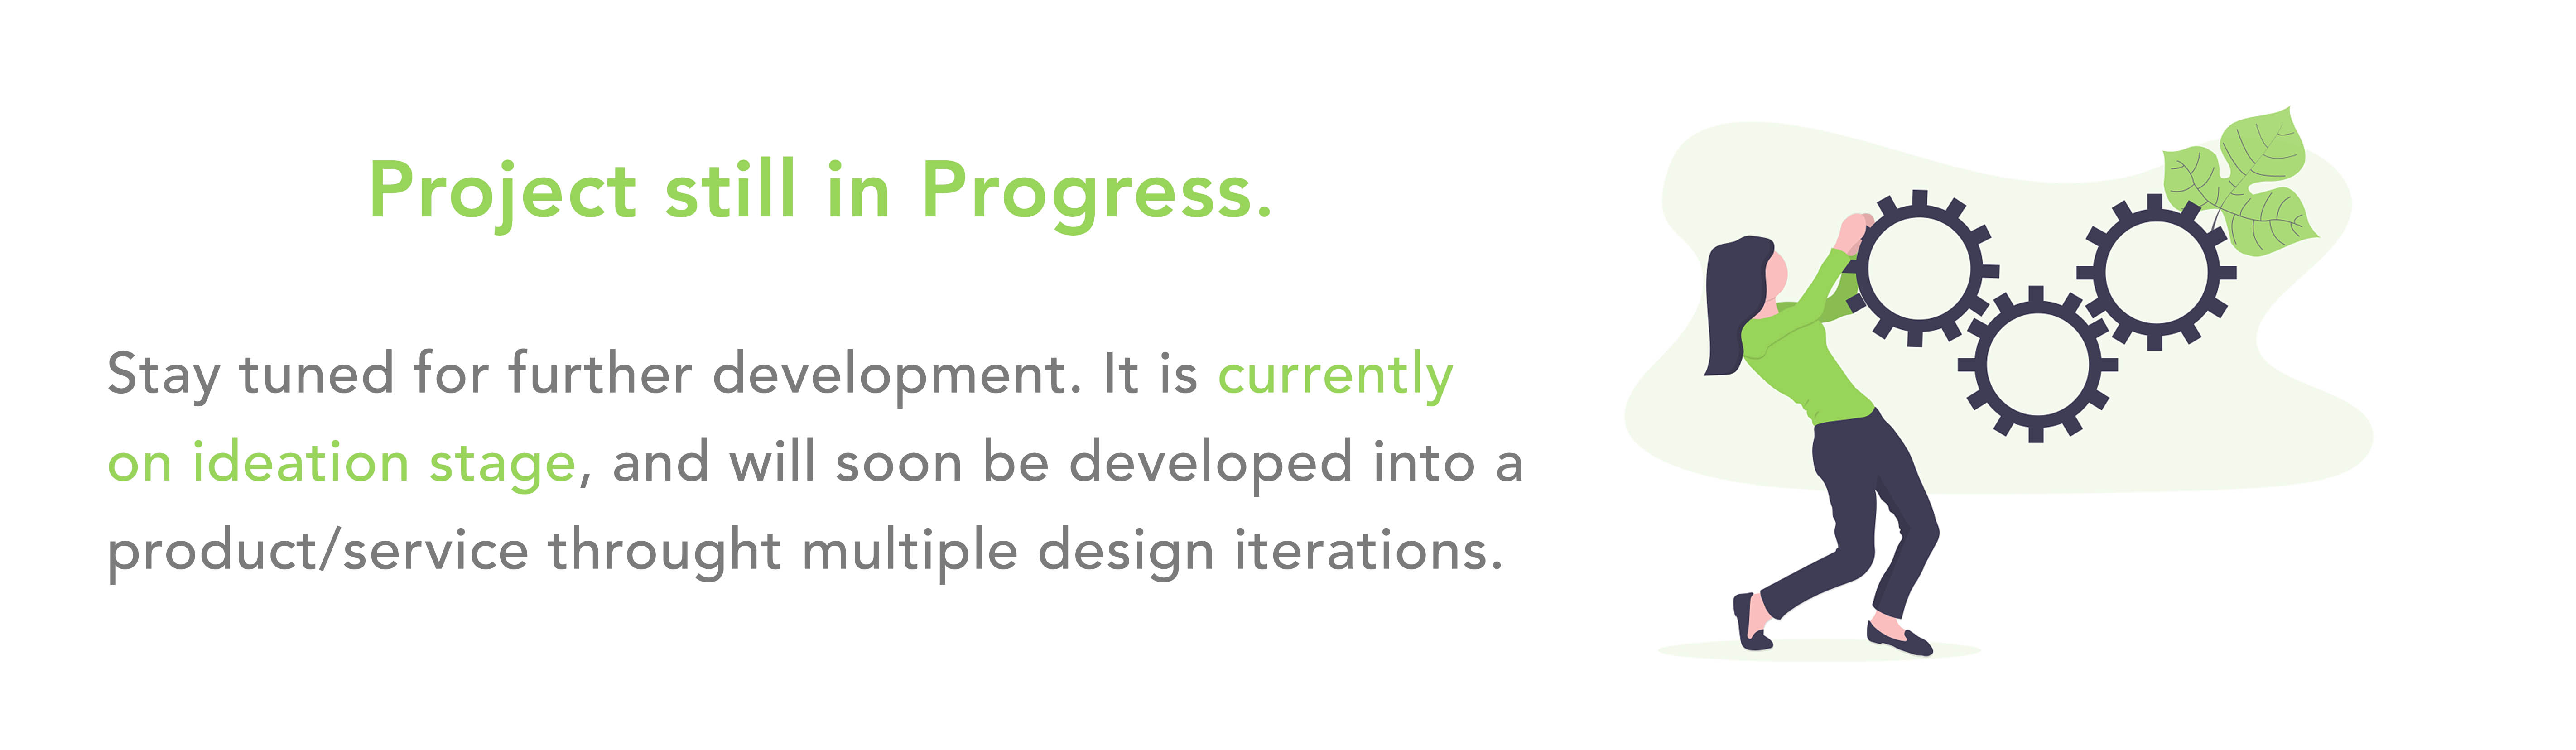 Project still in Progress.
Stay tuned for further development. It is currently
on ideation stage, and will soon be developed into a
product/service throught multiple design iterations.